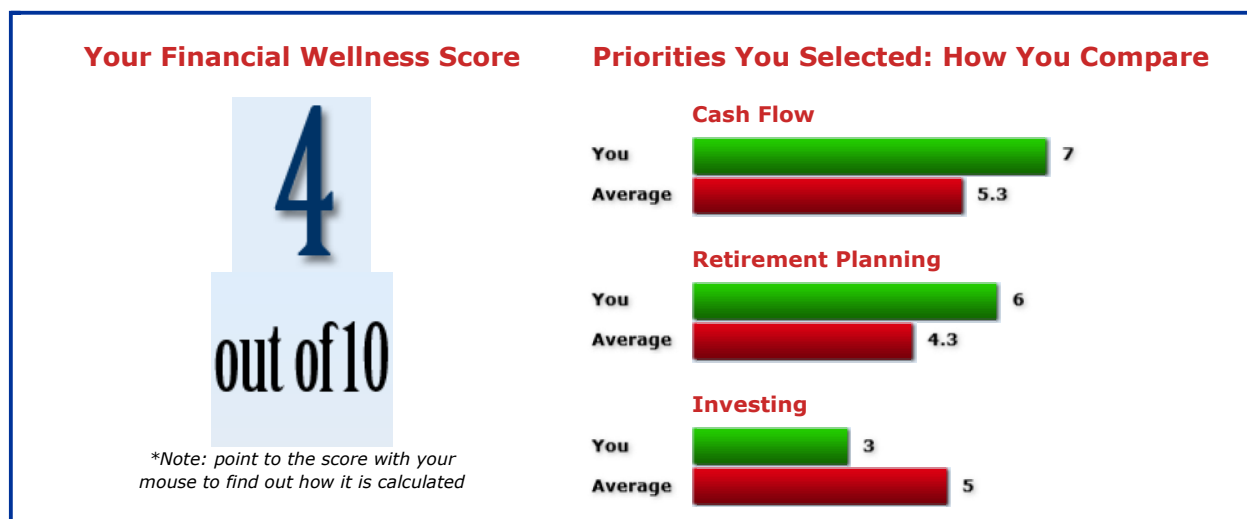 Your Financial Wellness Score
4
out of 10
*Note: point to the score with your
mouse to find out how it is calculated
Priorities You Selected: How You Compare
Cash Flow
You 7
Average 5.3
Retirement Planning
You 6
Average 4.3
Investing
You 3
Average 5